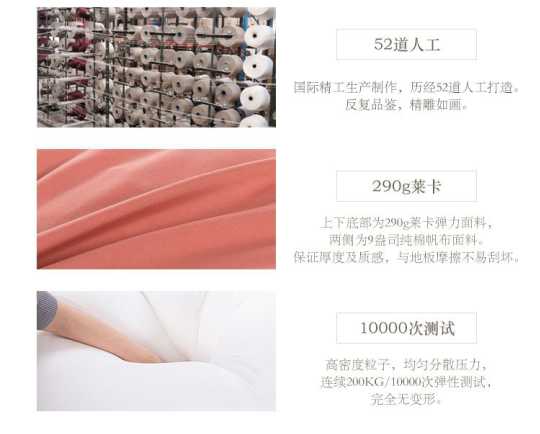 52道人工
国际精工生产制作，历经52道人工打造。
反复品鉴，精雕如画。
290g莱卡
上下底部为290g莱卡弹力面料，
两侧为9盎司纯棉帆布面料。
保证厚度及质感，与地板摩擦不易刮坏。
10000次测试
高密度粒子，均匀分散压力，
连续200KG/10000次弹性测试，
完全无变形。